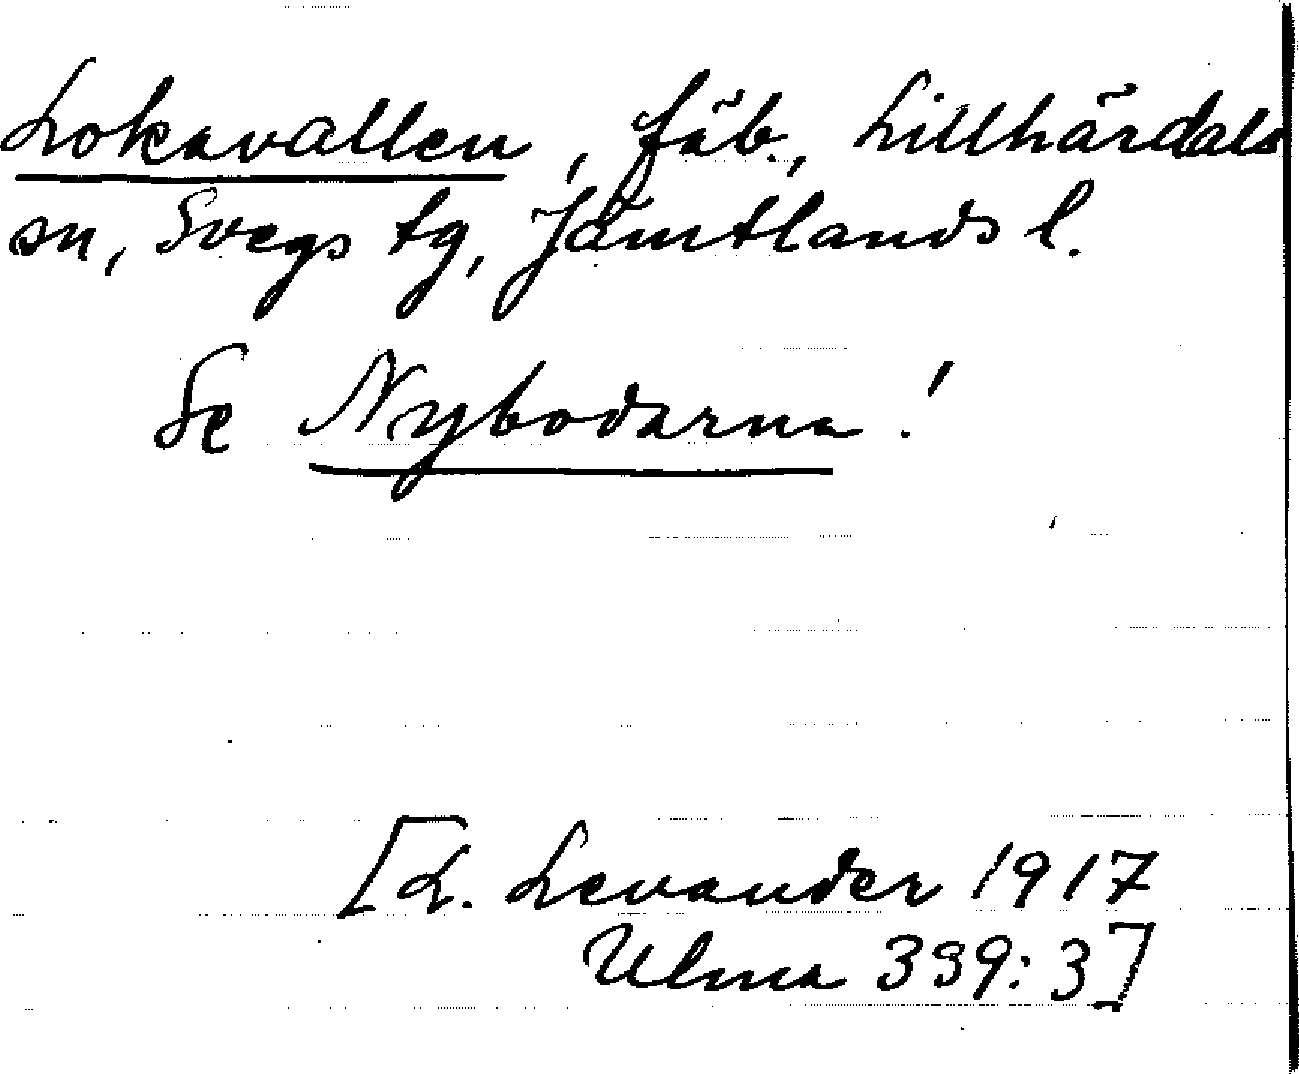 Lokavallen, fäb., Lillhärdals
sn, Svegs tg, Jämtlands l.
Se Nybodarna!
[L. Levander 1917
Ulma 339:3]